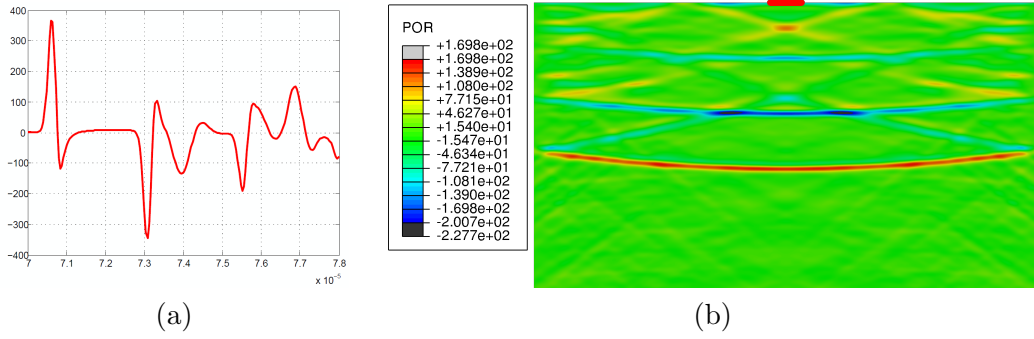 400
300
200
100
0
-100
-200
-300
-400
7
7.1
7.2
7.3
7.4
7.5
7.6
7.7
7.8
x 10⁻⁵
POR
+1.698e+02
+1.698e+02
+1.389e+02
+1.080e+02
+7.715e+01
+4.627e+01
+1.540e+01
-1.547e+01
-4.634e+01
-7.721e+01
-1.081e+02
-1.390e+02
-1.698e+02
-2.007e+02
-2.277e+02
(a)
(b)